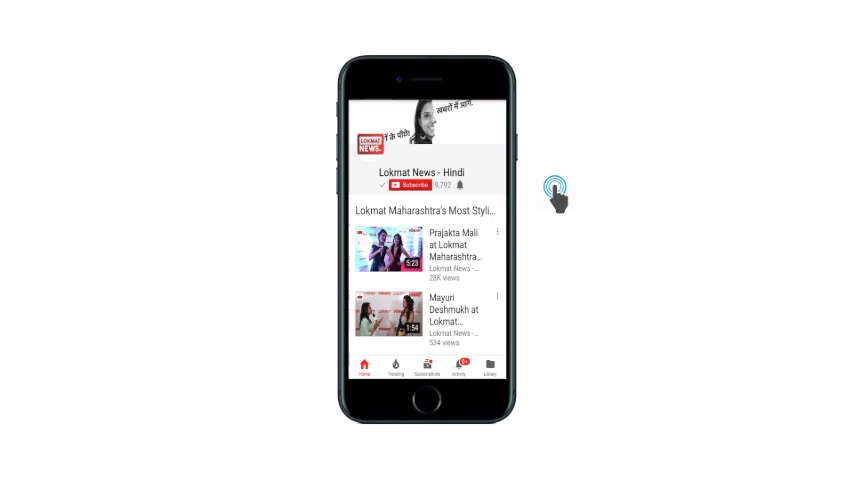 खबरों में आगे,
के पीछे!
LOKMAT
NEWS
Lokmat News - Hindi
Subscribe 9,792
Lokmat Maharashtra's Most Styli...
Prajakta Mali
at Lokmat
Maharashtra...
Lokmat News -...
28K views
5:23
Mayuri
Deshmukh at
Lokmat...
Lokmat News -...
534 views
1:54
Home Trending Subscriptions Activity Library
9+